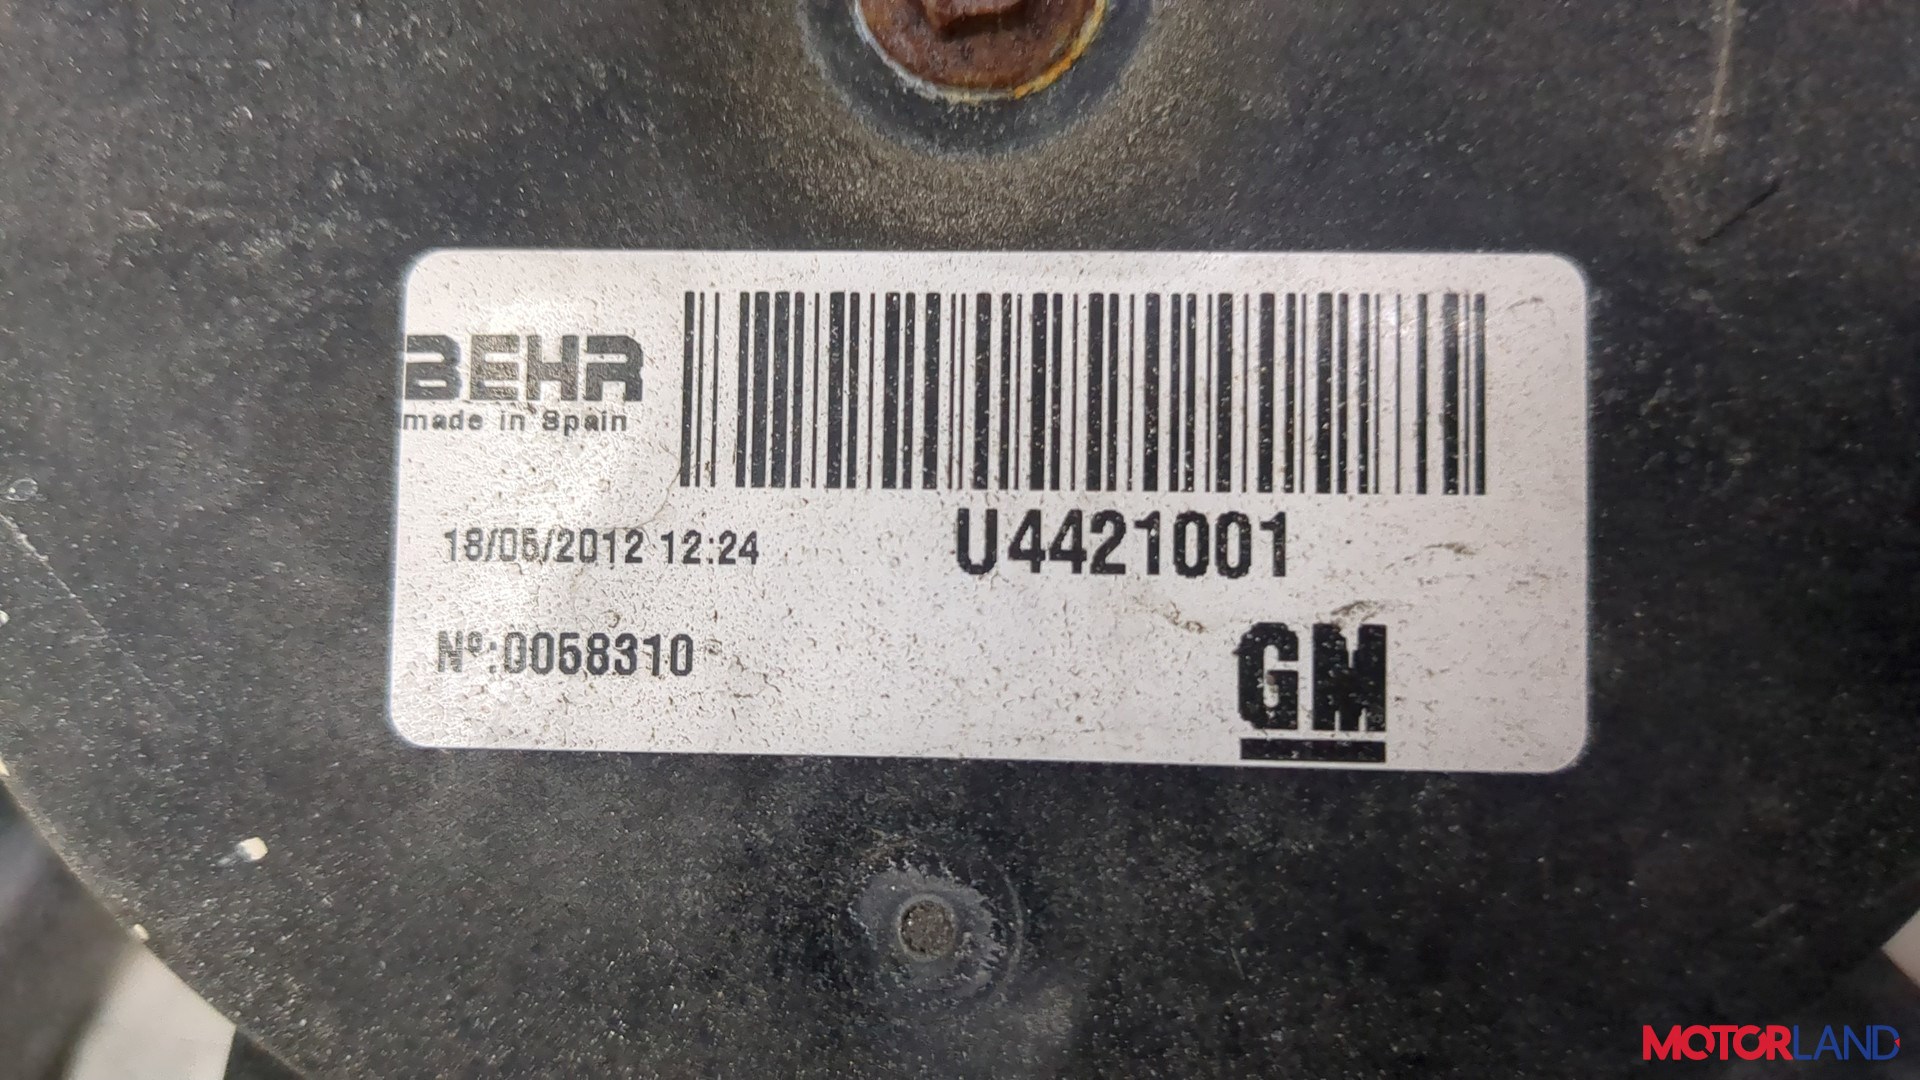 BEHR
made in Spain
18/05/2012 12:24
U4421001
Nº:0058310
GM
MOTORLAND